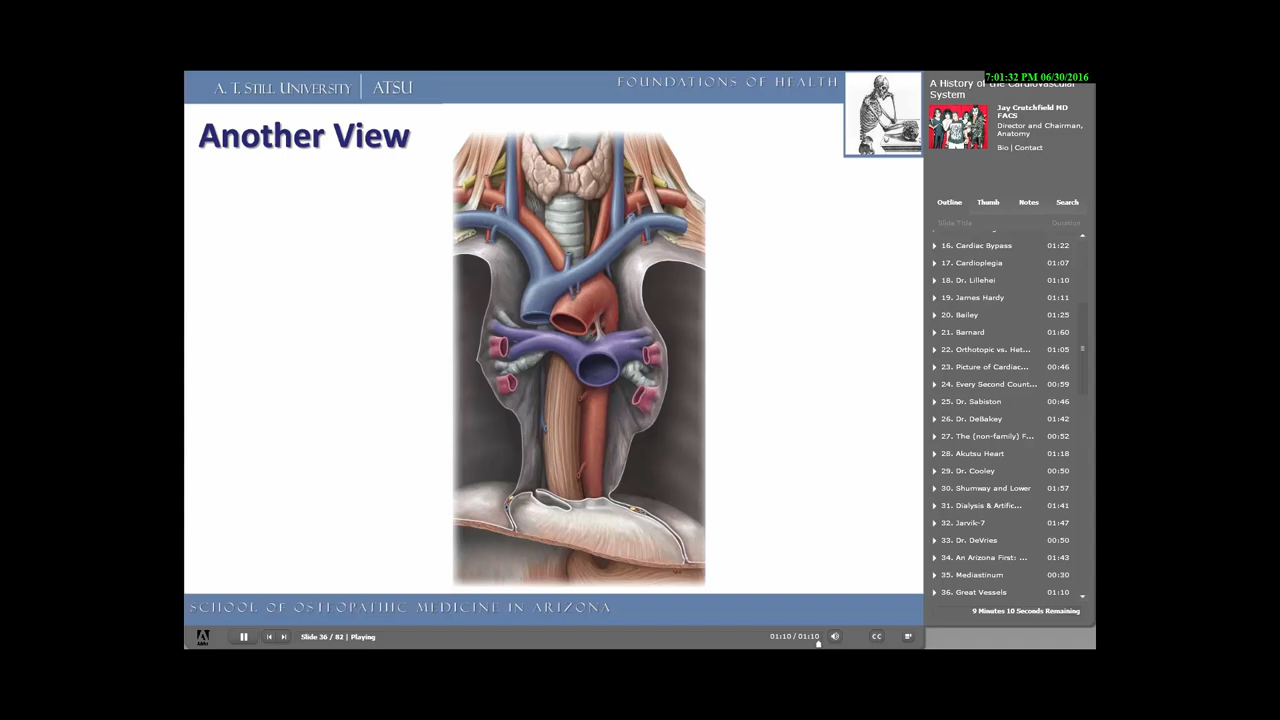 A. T. STILL UNIVERSITY ATSU
FOUNDATIONS OF HEALTH
Another View
SCHOOL OF OSTEOPATHIC MEDICINE IN ARIZONA
Slide 36 / 82 | Playing
01:10 / 01:10
CC
7:01:32 PM 06/30/2016
A History of the Cardiovascular
System
Jay Crutchfield MD
FACS
Director and Chairman,
Anatomy
Bio | Contact
Outline Thumb Notes Search
Slide Title Duration
16. Cardiac Bypass 01:22
17. Cardioplegia 01:07
18. Dr. Lillehei 01:10
19. James Hardy 01:11
20. Bailey 01:25
21. Barnard 01:60
22. Orthotopic vs. Het... 01:05
23. Picture of Cardiac... 00:46
24. Every Second Count... 00:59
25. Dr. Sabiston 00:46
26. Dr. DeBakey 01:42
27. The (non-family) F... 00:52
28. Akutsu Heart 01:18
29. Dr. Cooley 00:50
30. Shumway and Lower 01:57
31. Dialysis & Artific... 01:41
32. Jarvik-7 01:47
33. Dr. DeVries 00:50
34. An Arizona First: ... 01:43
35. Mediastinum 00:30
36. Great Vessels 01:10
9 Minutes 10 Seconds Remaining